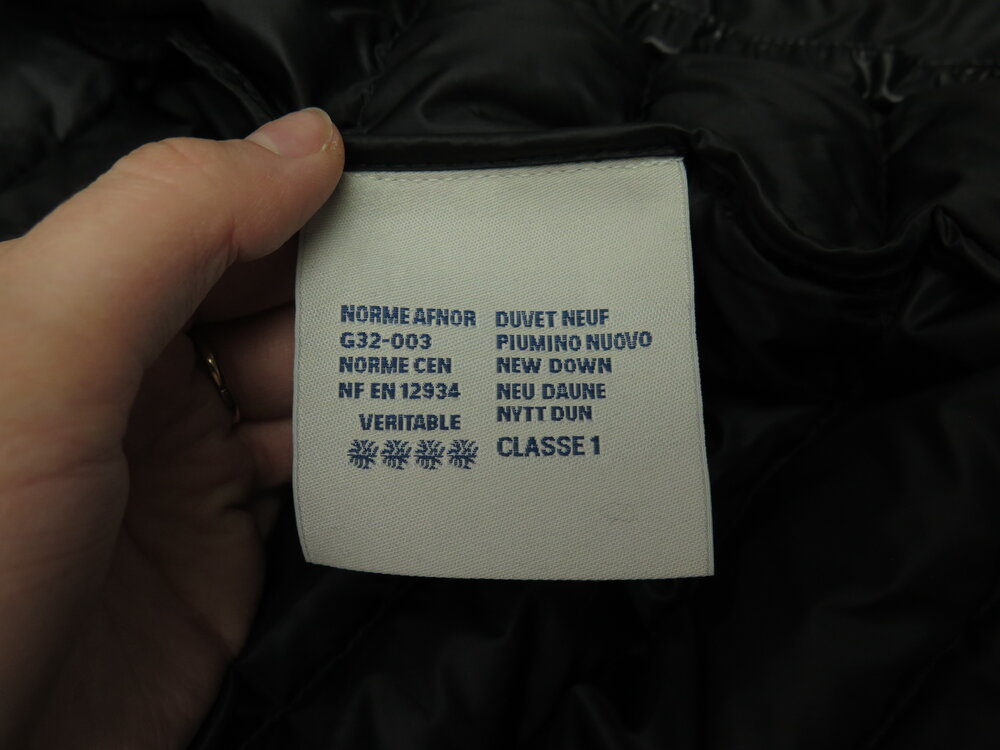 NORME AFNOR
G32-003
NORME CEN
NF EN 12934
VERITABLE
DUVET NEUF
PIUMINO NUOVO
NEW DOWN
NEU DAUNE
NYTT DUN
CLASSE 1